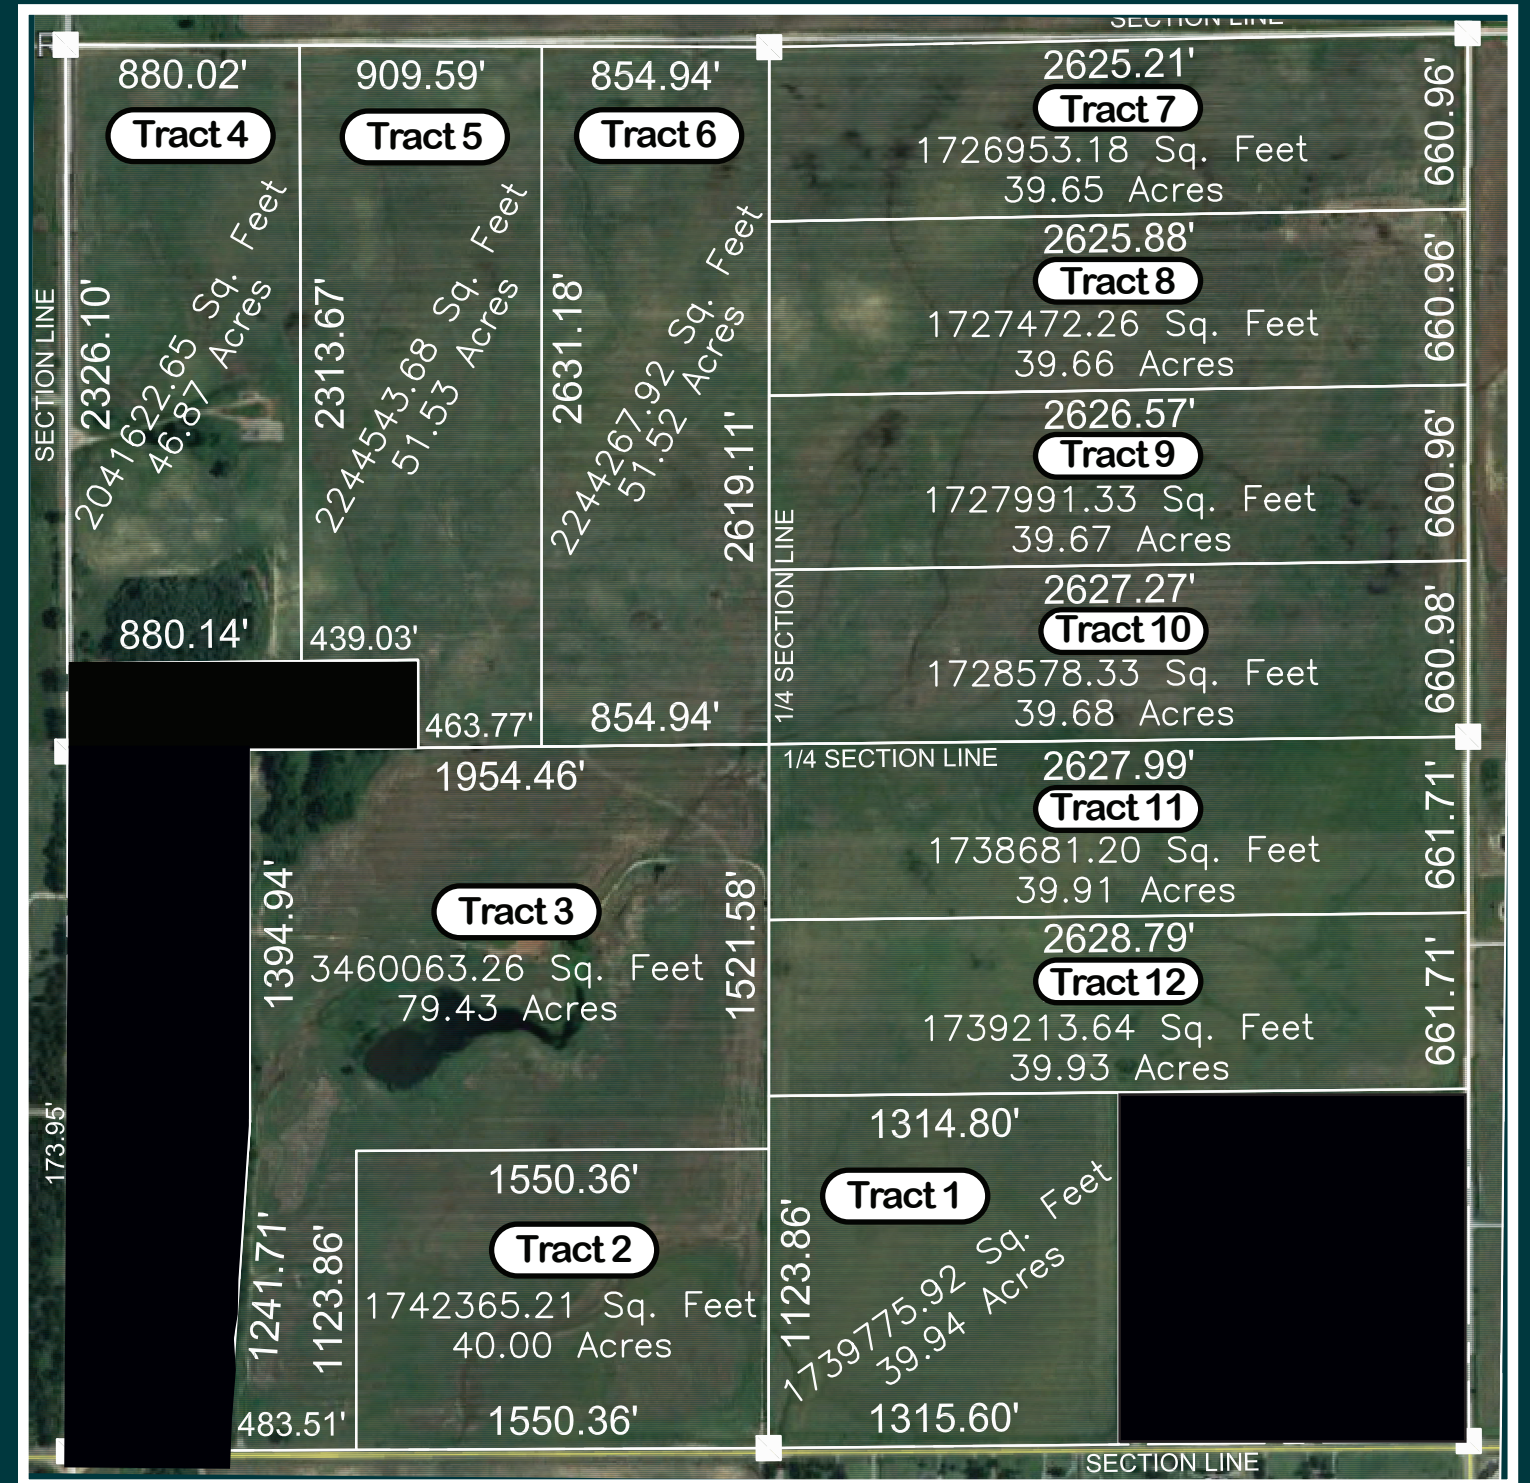 SECTION LINE
880.02'
Tract 4
2041622.65 Sq. Feet
46.87 Acres
2326.10'
SECTION LINE
880.14'
909.59'
Tract 5
2244543.68 Sq. Feet
51.53 Acres
2313.67'
439.03'
463.77'
854.94'
Tract 6
2244267.92 Sq. Feet
51.52 Acres
2631.18'
2619.11'
854.94'
1/4 SECTION LINE
2625.21'
Tract 7
1726953.18 Sq. Feet
39.65 Acres
660.96'
2625.88'
Tract 8
1727472.26 Sq. Feet
39.66 Acres
660.96'
2626.57'
Tract 9
1727991.33 Sq. Feet
39.67 Acres
660.96'
2627.27'
Tract 10
1728578.33 Sq. Feet
39.68 Acres
660.98'
1/4 SECTION LINE
2627.99'
Tract 11
1738681.20 Sq. Feet
39.91 Acres
661.71'
2628.79'
Tract 12
1739213.64 Sq. Feet
39.93 Acres
661.71'
1954.46'
1394.94'
Tract 3
3460063.26 Sq. Feet
79.43 Acres
1521.58'
173.95'
1241.71'
483.51'
1550.36'
Tract 2
1742365.21 Sq. Feet
40.00 Acres
1123.86'
1550.36'
1314.80'
Tract 1
1739775.92 Sq. Feet
39.94 Acres
1123.86'
1315.60'
SECTION LINE